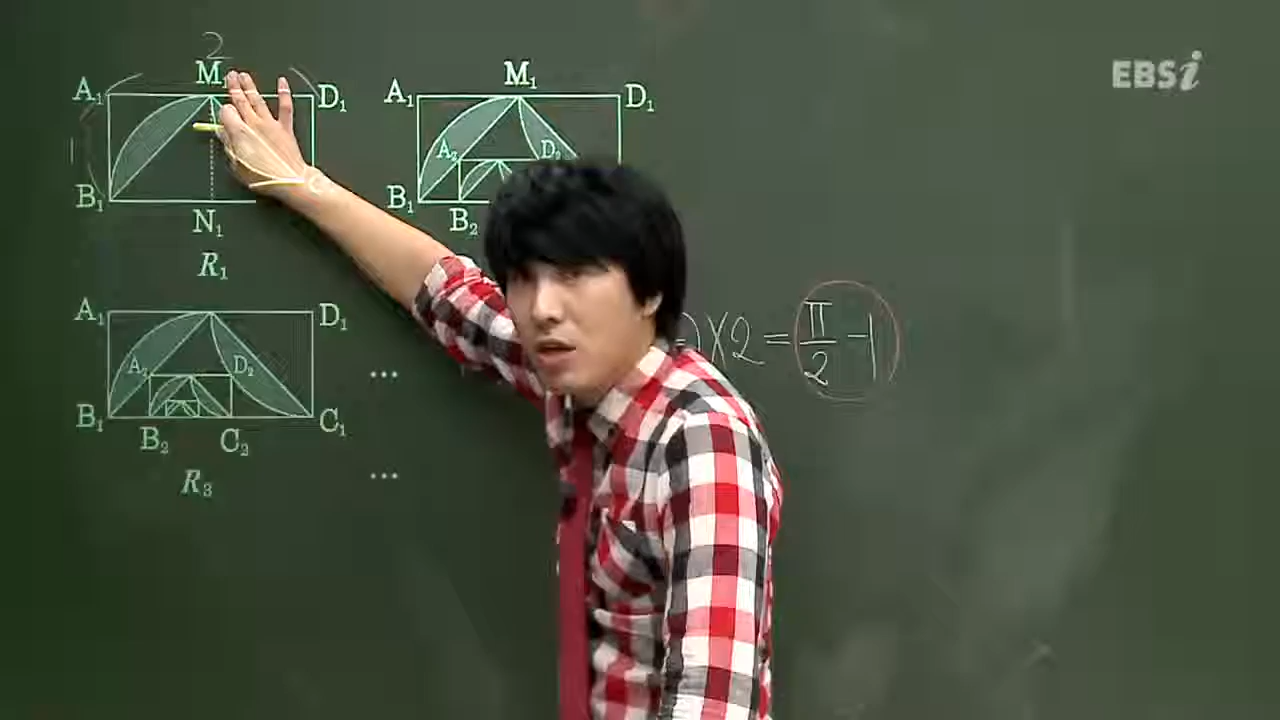 EBSi
2
A₁ M₁ D₁
1
B₁ N₁
R₁
A₁ M₁ D₁
A₂ D₂
B₁ B₂
A₁ D₁
A₂ D₂
B₁ B₂ C₂ C₁
R₃
...
...
)×2 = π/2 -1